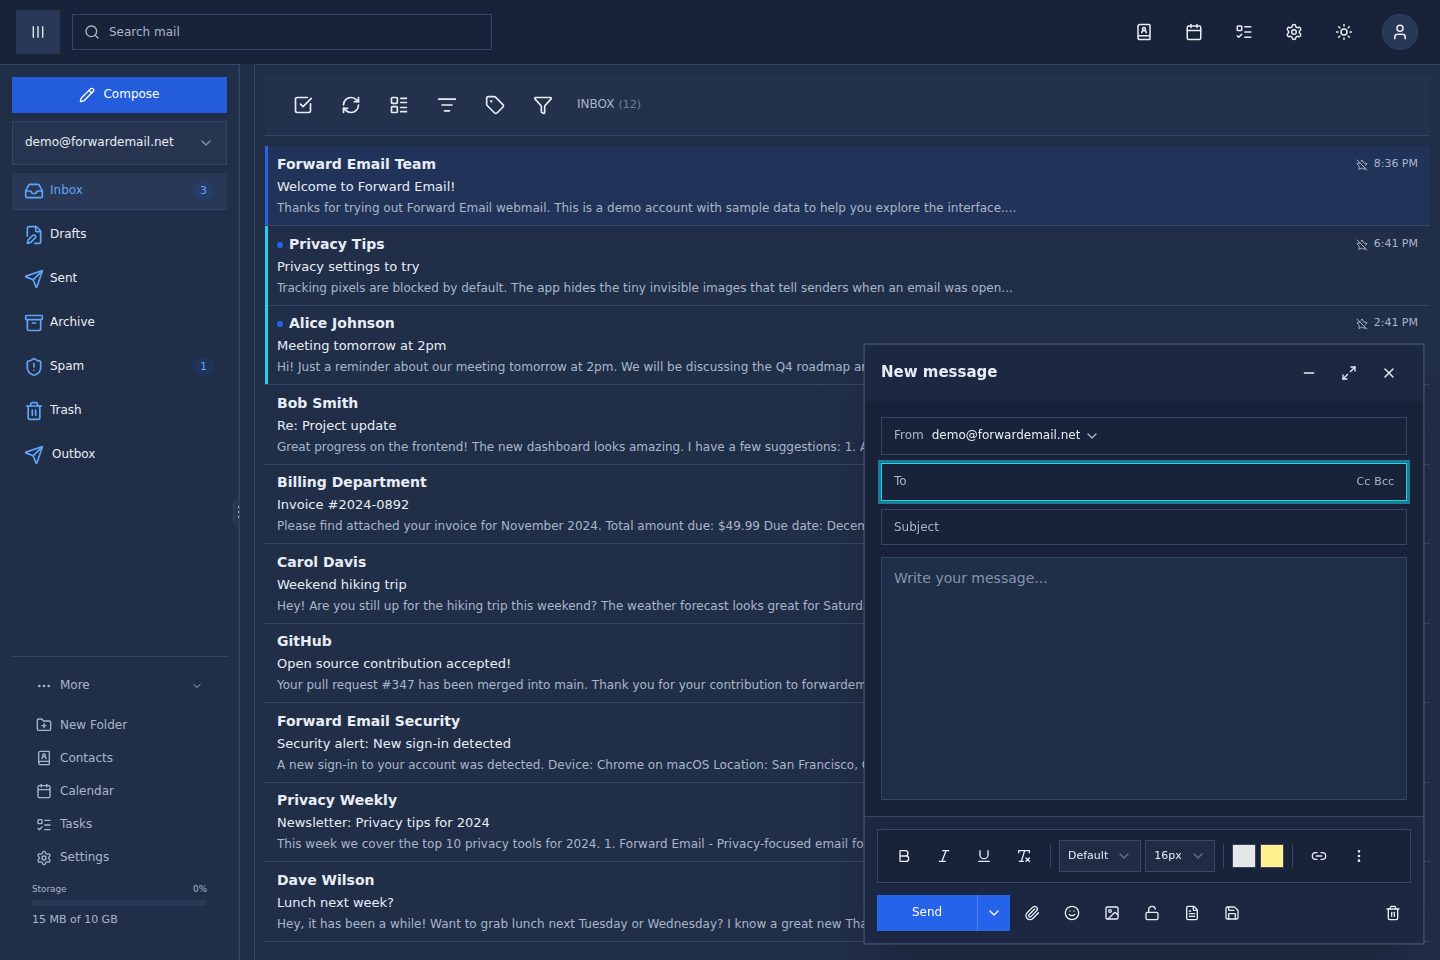 Search mail
Compose
demo@forwardemail.net
Inbox 3
Drafts
Sent
Archive
Spam 1
Trash
Outbox
More
New Folder
Contacts
Calendar
Tasks
Settings
Storage 0%
15 MB of 10 GB
INBOX (12)
Forward Email Team 8:36 PM
Welcome to Forward Email!
Thanks for trying out Forward Email webmail. This is a demo account with sample data to help you explore the interface....
Privacy Tips 6:41 PM
Privacy settings to try
Tracking pixels are blocked by default. The app hides the tiny invisible images that tell senders when an email was open...
Alice Johnson 2:41 PM
Meeting tomorrow at 2pm
Hi! Just a reminder about our meeting tomorrow at 2pm. We will be discussing the Q4 roadmap
Bob Smith
Re: Project update
Great progress on the frontend! The new dashboard looks amazing. I have a few suggestions: 1.
Billing Department
Invoice #2024-0892
Please find attached your invoice for November 2024. Total amount due: $49.99 Due date: Decem
Carol Davis
Weekend hiking trip
Hey! Are you still up for the hiking trip this weekend? The weather forecast looks great for Saturd
GitHub
Open source contribution accepted!
Your pull request #347 has been merged into main. Thank you for your contribution to forwardem
Forward Email Security
Security alert: New sign-in detected
A new sign-in to your account was detected. Device: Chrome on macOS Location: San Francisco,
Privacy Weekly
Newsletter: Privacy tips for 2024
This week we cover the top 10 privacy tools for 2024. 1. Forward Email - Privacy-focused email fo
Dave Wilson
Lunch next week?
Hey, it has been a while! Want to grab lunch next Tuesday or Wednesday? I know a great new Tha
New message
From demo@forwardemail.net
To Cc Bcc
Subject
Write your message...
Default 16px
Send